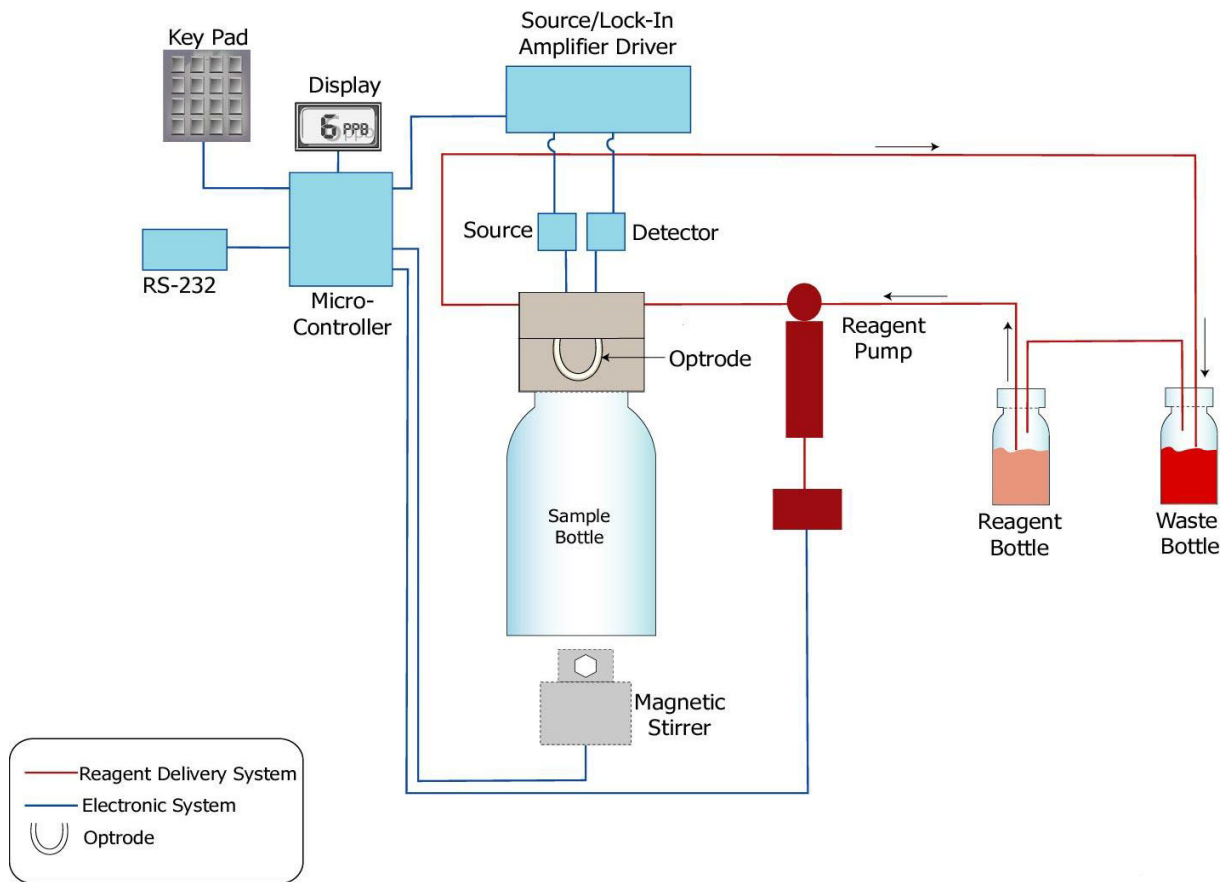 Key Pad
Source/Lock-In
Amplifier Driver
Display
6 PPB
Source
Detector
RS-232
Micro-
Controller
Reagent
Pump
Optrode
Sample
Bottle
Reagent
Bottle
Waste
Bottle
Magnetic
Stirrer
Reagent Delivery System
Electronic System
Optrode